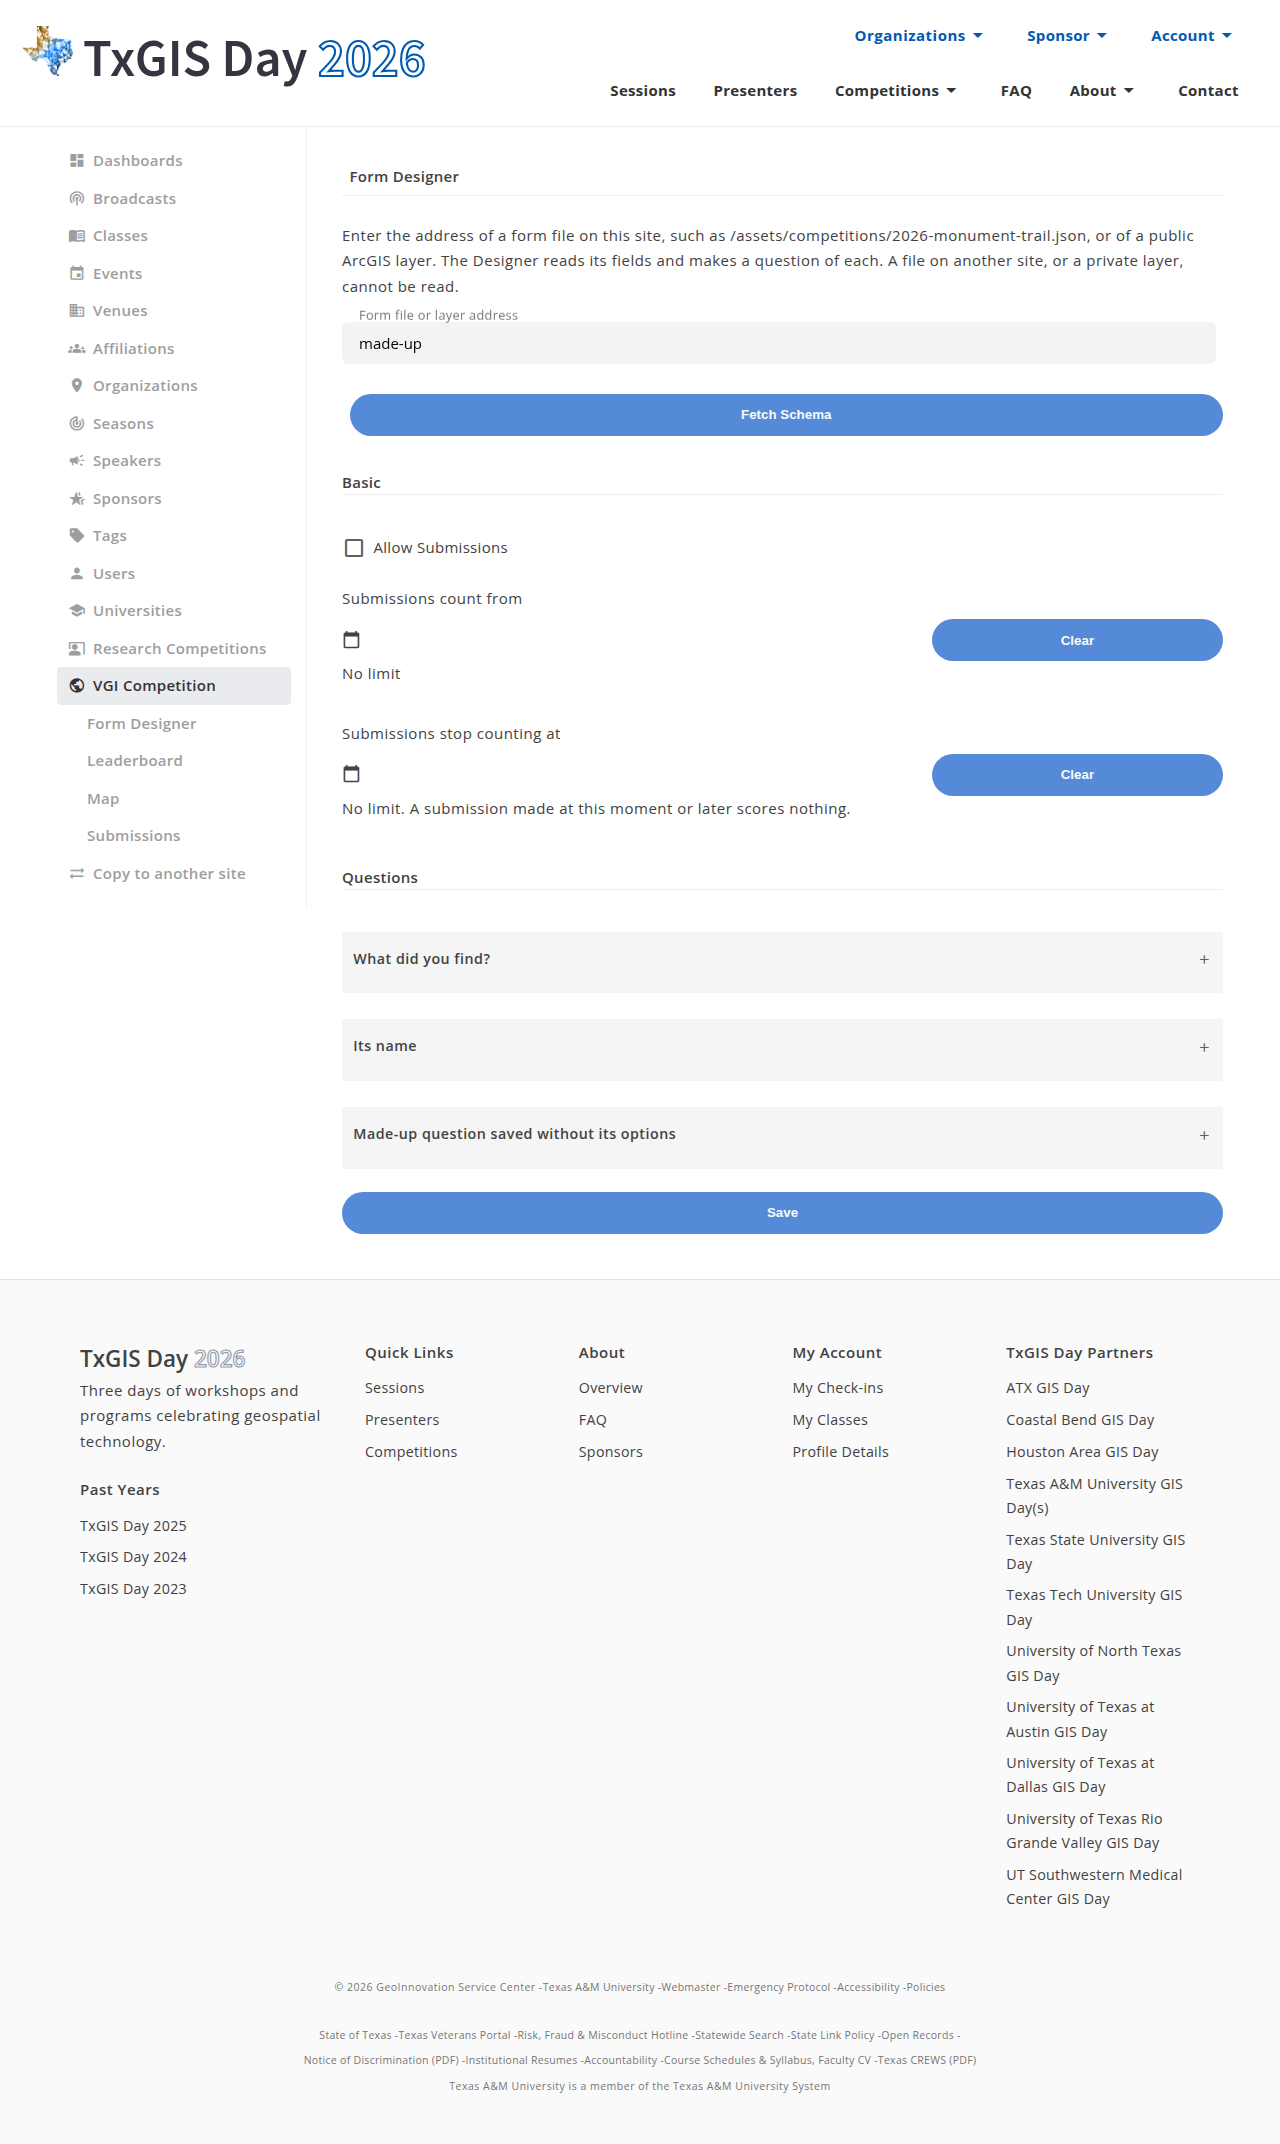 TxGIS Day 2026
Organizations
Sponsor
Account
Sessions
Presenters
Competitions
FAQ
About
Contact
Dashboards
Broadcasts
Classes
Events
Venues
Affiliations
Organizations
Seasons
Speakers
Sponsors
Tags
Users
Universities
Research Competitions
VGI Competition
Form Designer
Leaderboard
Map
Submissions
Copy to another site
Form Designer
Enter the address of a form file on this site, such as /assets/competitions/2026-monument-trail.json, or of a public
ArcGIS layer. The Designer reads its fields and makes a question of each. A file on another site, or a private layer,
cannot be read.
Form file or layer address
made-up
Fetch Schema
Basic
Allow Submissions
Submissions count from
Clear
No limit
Submissions stop counting at
Clear
No limit. A submission made at this moment or later scores nothing.
Questions
What did you find? +
Its name +
Made-up question saved without its options +
Save
TxGIS Day 2026
Three days of workshops and
programs celebrating geospatial
technology.
Past Years
TxGIS Day 2025
TxGIS Day 2024
TxGIS Day 2023
Quick Links
Sessions
Presenters
Competitions
About
Overview
FAQ
Sponsors
My Account
My Check-ins
My Classes
Profile Details
TxGIS Day Partners
ATX GIS Day
Coastal Bend GIS Day
Houston Area GIS Day
Texas A&M University GIS
Day(s)
Texas State University GIS
Day
Texas Tech University GIS
Day
University of North Texas
GIS Day
University of Texas at
Austin GIS Day
University of Texas at
Dallas GIS Day
University of Texas Rio
Grande Valley GIS Day
UT Southwestern Medical
Center GIS Day
© 2026 GeoInnovation Service Center -Texas A&M University -Webmaster -Emergency Protocol -Accessibility -Policies
State of Texas -Texas Veterans Portal -Risk, Fraud & Misconduct Hotline -Statewide Search -State Link Policy -Open Records -
Notice of Discrimination (PDF) -Institutional Resumes -Accountability -Course Schedules & Syllabus, Faculty CV -Texas CREWS (PDF)
Texas A&M University is a member of the Texas A&M University System